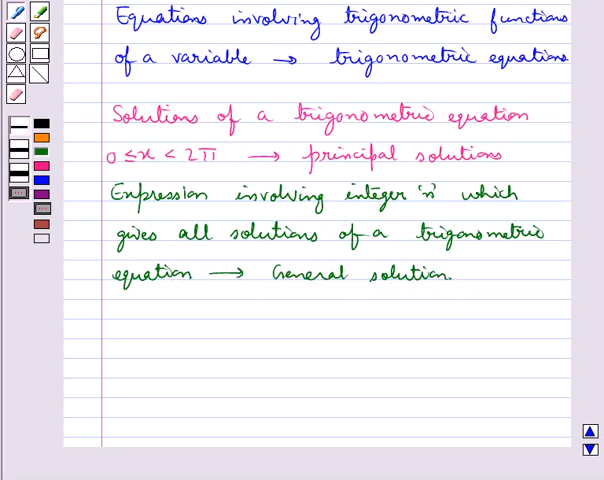 Equations involving trigonometric functions
of a variable → trigonometric equations
Solutions of a trigonometric equation
0 ≤ x < 2π → principal solutions
Expression involving integer 'n' which
gives all solutions of a trigonometric
equation → General solution.